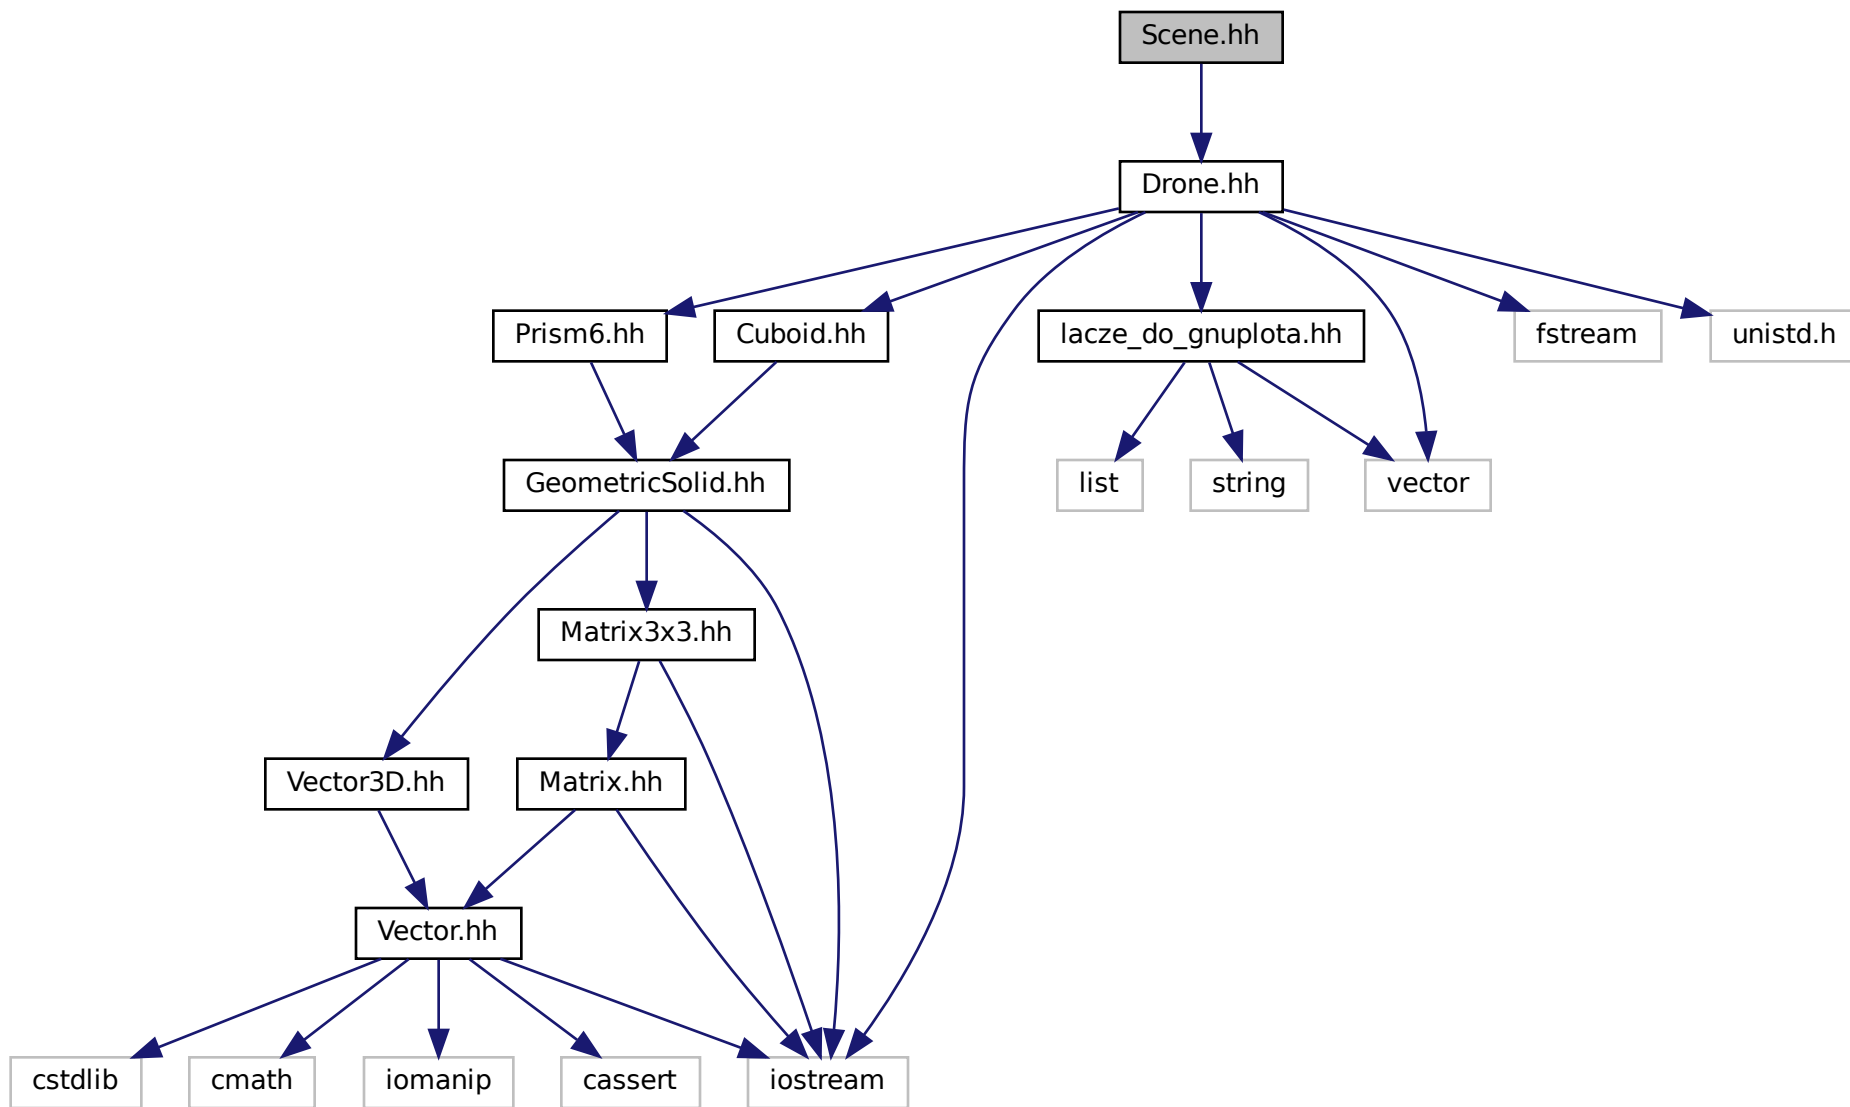 Scene.hh
Drone.hh
Prism6.hh
Cuboid.hh
lacze_do_gnuplota.hh
fstream
unistd.h
GeometricSolid.hh
list
string
vector
Matrix3x3.hh
Vector3D.hh
Matrix.hh
Vector.hh
cstdlib
cmath
iomanip
cassert
iostream